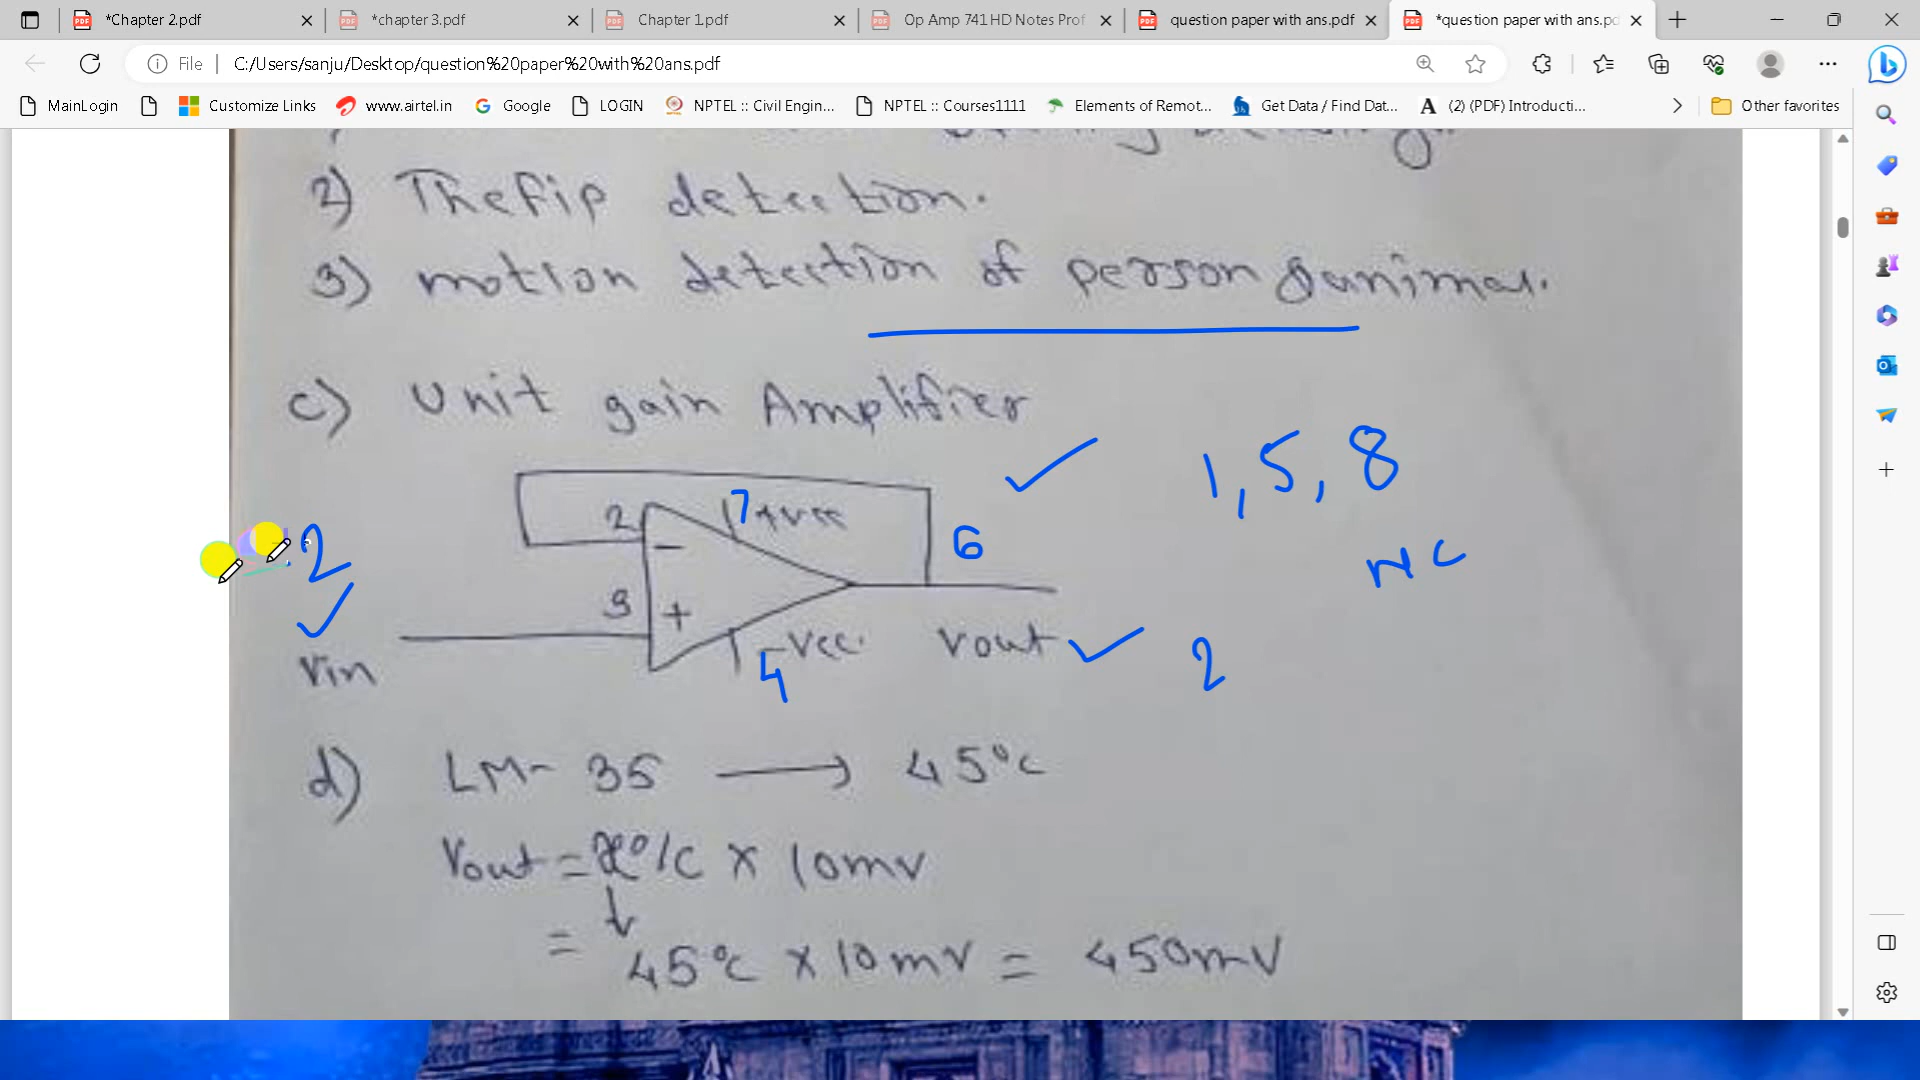 *Chapter 2.pdf
*chapter 3.pdf
Chapter 1.pdf
Op Amp 741 HD Notes Prof
question paper with ans.pdf
*question paper with ans.pd
File
C:/Users/sanju/Desktop/question%20paper%20with%20ans.pdf
MainLogin
Customize Links
www.airtel.in
Google
LOGIN
NPTEL :: Civil Engin...
NPTEL :: Courses1111
Elements of Remot...
Get Data / Find Dat...
(2) (PDF) Introducti...
Other favorites
2) Thefip detection.
3) motion detection of person & animal.
c) Unit gain Amplifier
1, 5, 8
NC
2
2
7 +Vcc
6
3
- +
4 -Vcc.
Vin
Vout
2
d) LM- 35 → 45°C
Vout = x°/C × 10mV
↓
= 45°C × 10mV = 450mV